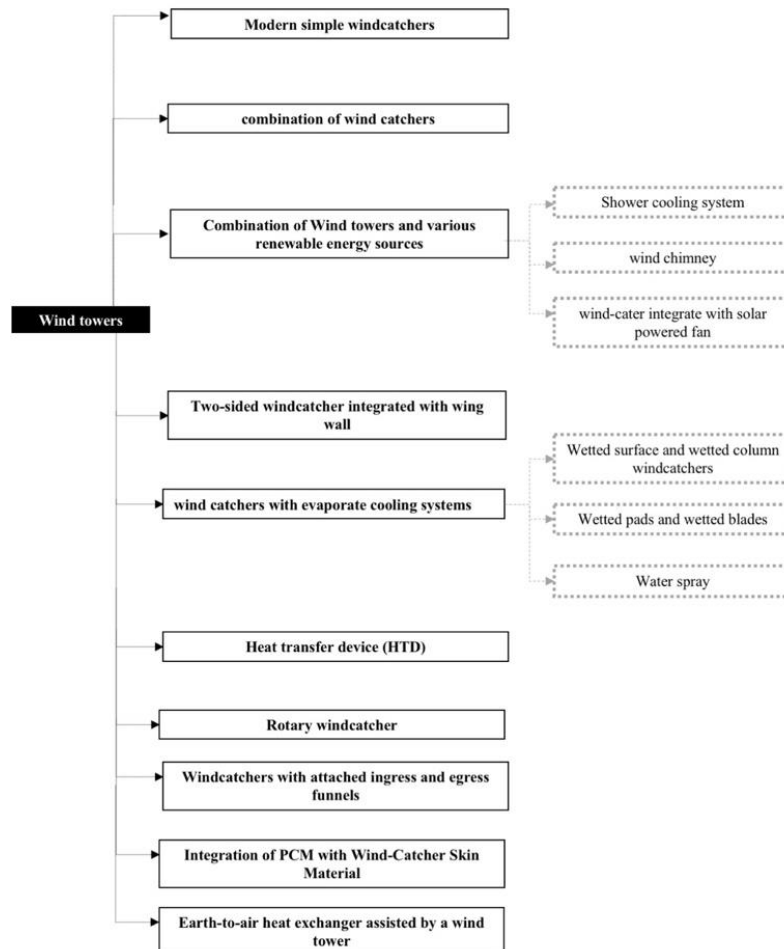 Modern simple windcatchers
combination of wind catchers
Combination of Wind towers and various
renewable energy sources
Shower cooling system
wind chimney
wind-cater integrate with solar
powered fan
Wind towers
Two-sided windcatcher integrated with wing
wall
wind catchers with evaporate cooling systems
Wetted surface and wetted column
windcatchers
Wetted pads and wetted blades
Water spray
Heat transfer device (HTD)
Rotary windcatcher
Windcatchers with attached ingress and egress
funnels
Integration of PCM with Wind-Catcher Skin
Material
Earth-to-air heat exchanger assisted by a wind
tower